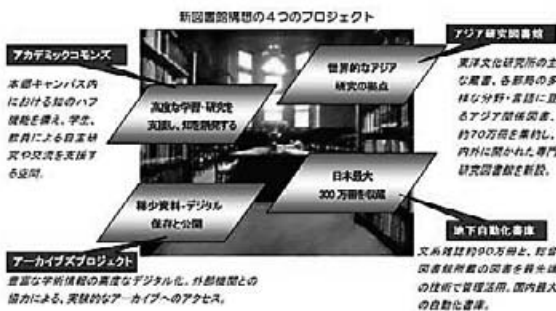 新図書館構想の4つのプロジェクト
アカデミックコモンズ
本郷キャンパス内
における知のハブ
機能を備え、学生、
教員による自主研
究や交流を支援す
る空間。
高度な学習・研究を
支援し、知を創発する
アジア研究図書館
世界的なアジア
研究の拠点
東洋文化研究所の主
な蔵書、各部局の多
様な分野・言語に
るアジア関係図書、
約70万冊を集約し、
内外に開かれた専門
研究図書館を新設。
稀少資料・デジタル
保存と公開
アーカイブズプロジェクト
豊富な学術情報の高度なデジタル化。外部機関との
協力による、実験的なアーカイブへのアクセス。
日本最大
300万冊を収蔵
地下自動化書庫
文系雑誌約90万冊と、総合
図書館所蔵の図書を最先端
の技術で管理活用。国内最大
の自動化書庫。